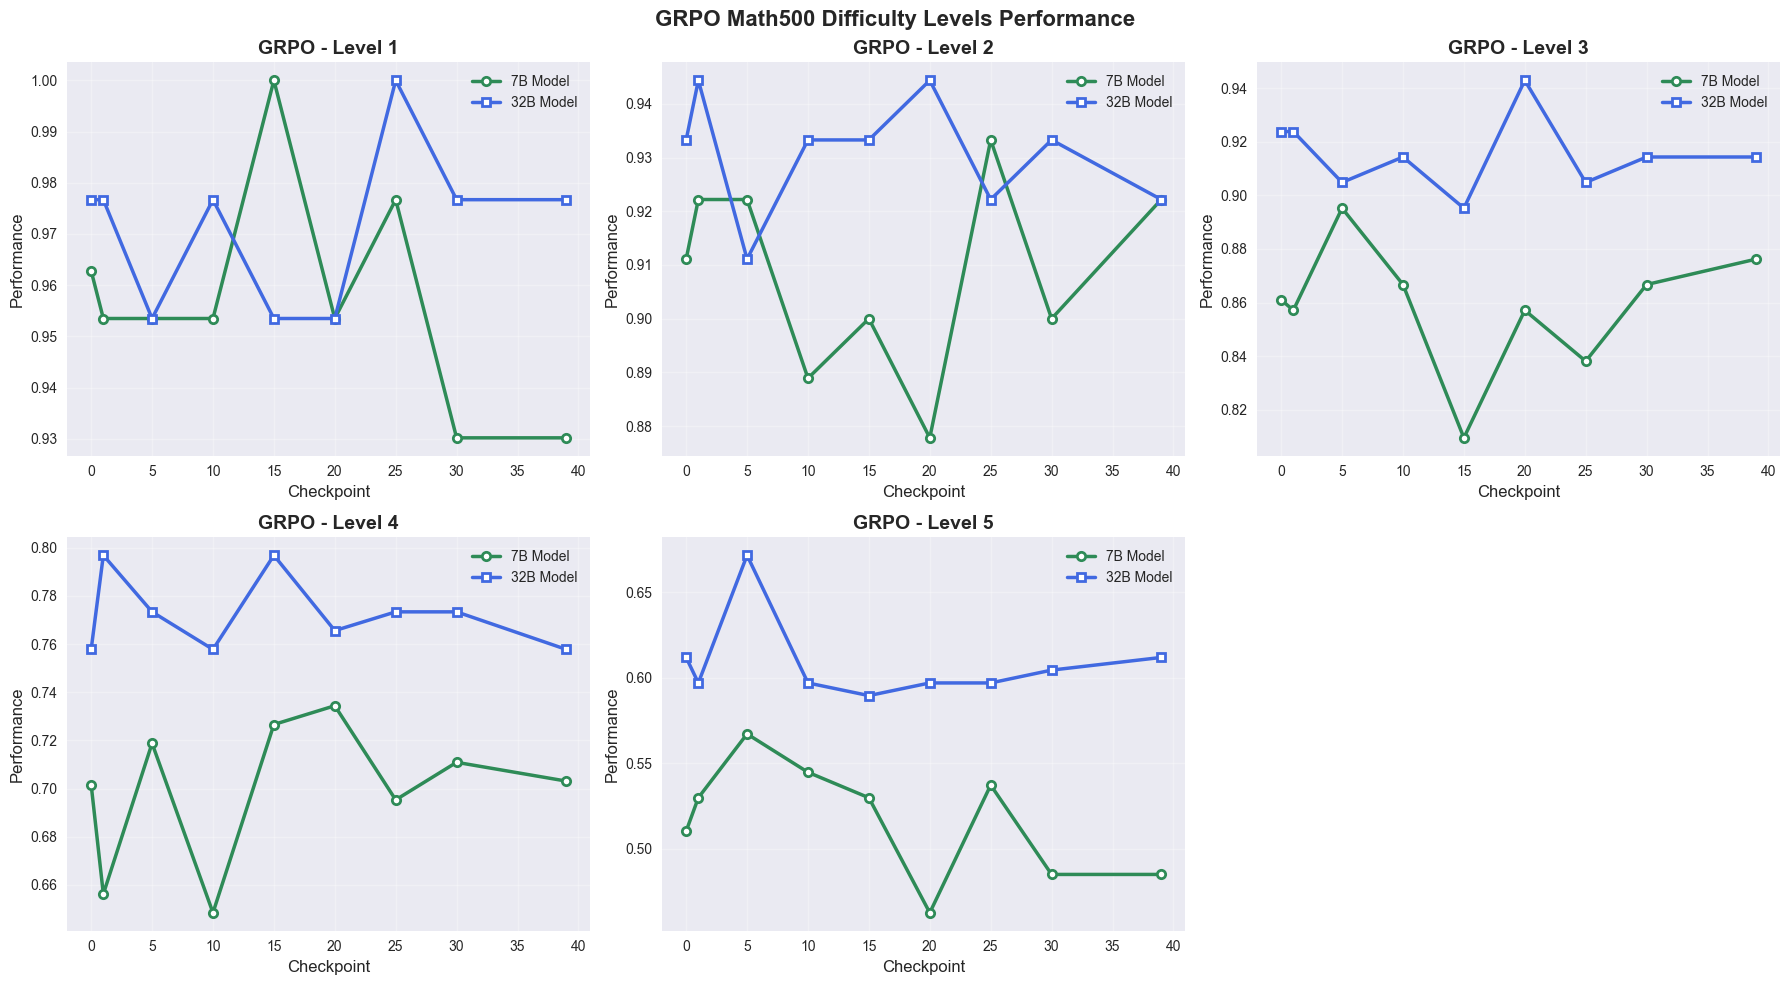 GRPO Math500 Difficulty Levels Performance
GRPO - Level 1
1.00
0.99
0.98
0.97
0.96
0.95
0.94
0.93
Performance
0 5 10 15 20 25 30 35 40
Checkpoint
7B Model
32B Model
GRPO - Level 2
0.94
0.93
0.92
0.91
0.90
0.89
0.88
Performance
0 5 10 15 20 25 30 35 40
Checkpoint
7B Model
32B Model
GRPO - Level 3
0.94
0.92
0.90
0.88
0.86
0.84
0.82
Performance
0 5 10 15 20 25 30 35 40
Checkpoint
7B Model
32B Model
GRPO - Level 4
0.80
0.78
0.76
0.74
0.72
0.70
0.68
0.66
Performance
0 5 10 15 20 25 30 35 40
Checkpoint
7B Model
32B Model
GRPO - Level 5
0.65
0.60
0.55
0.50
Performance
0 5 10 15 20 25 30 35 40
Checkpoint
7B Model
32B Model